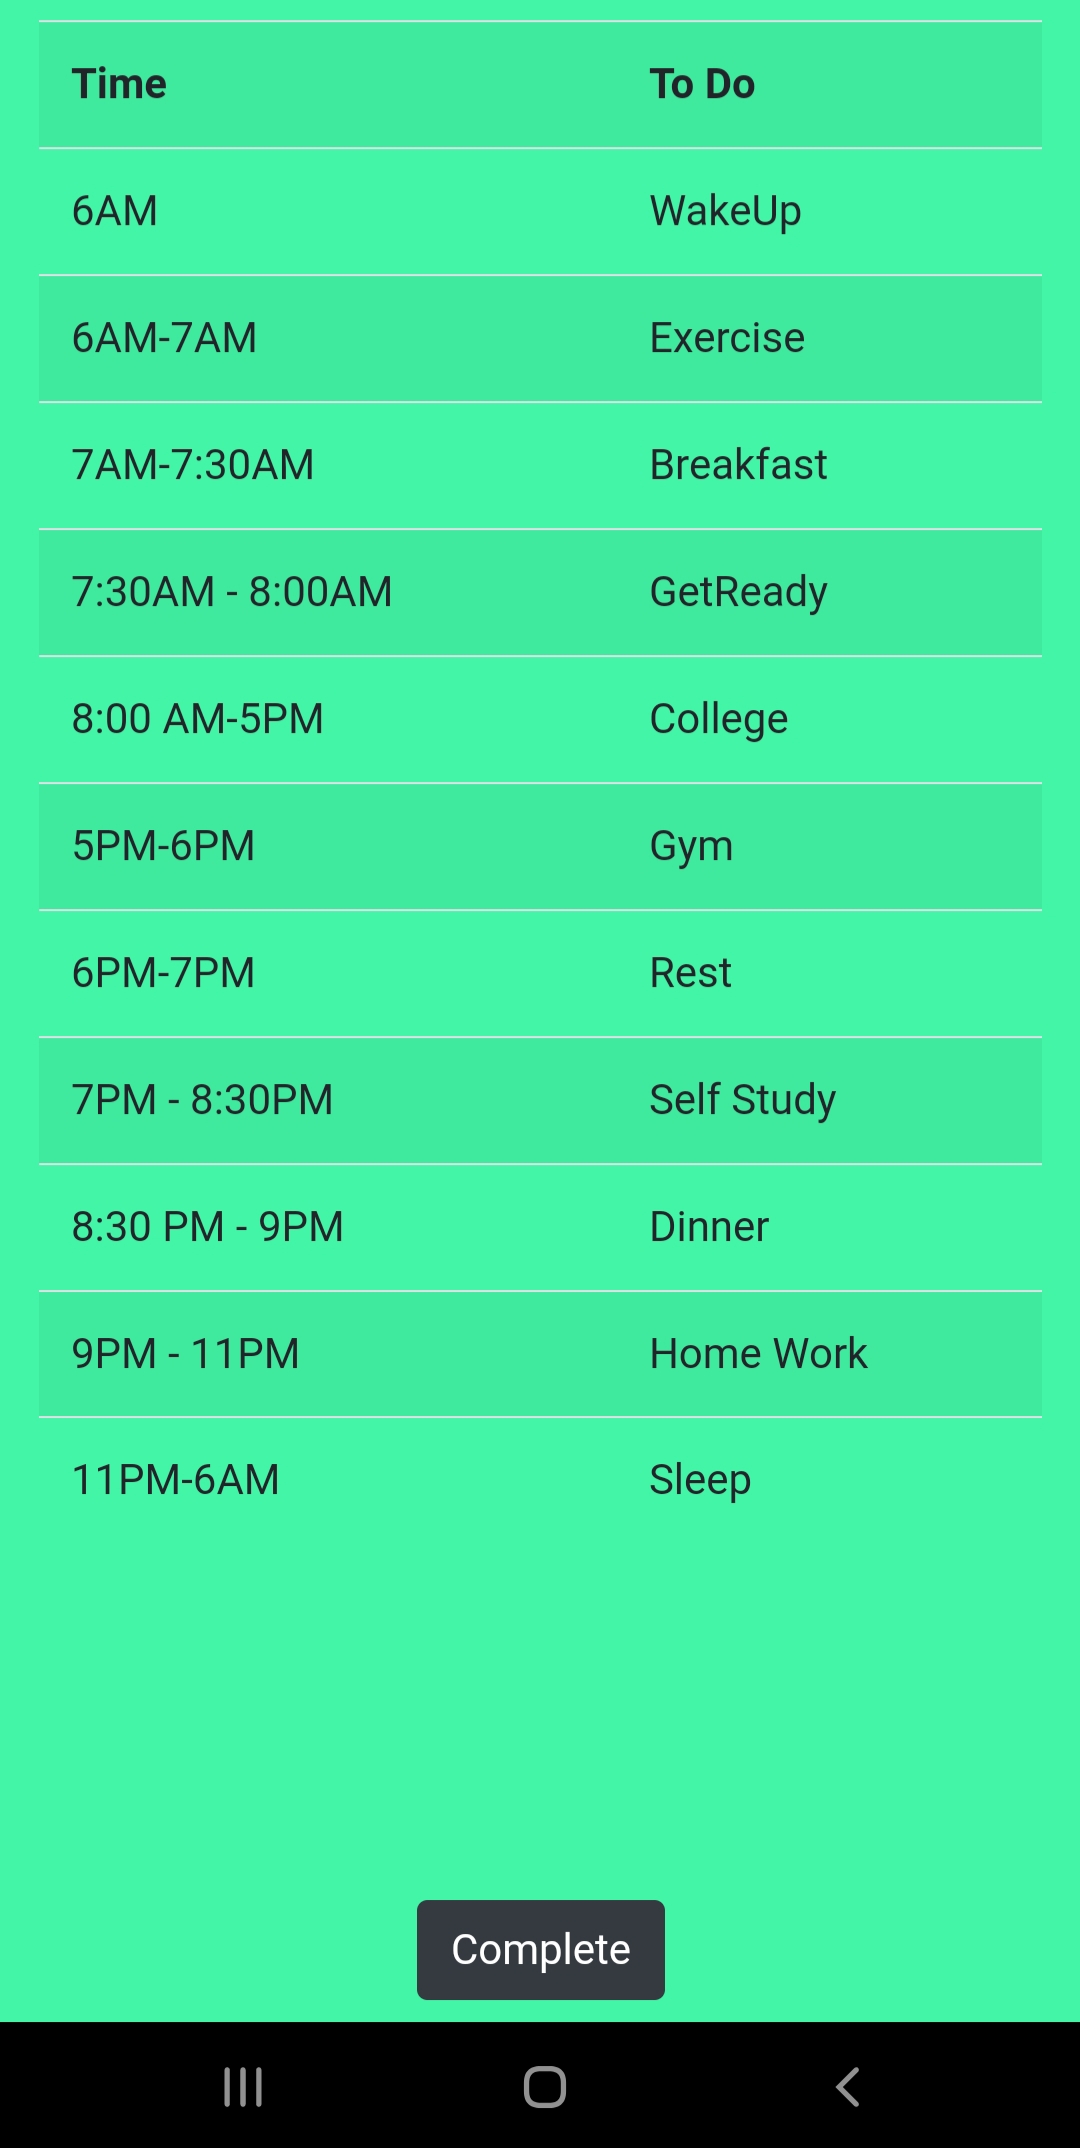 Time To Do
6AM WakeUp
6AM-7AM Exercise
7AM-7:30AM Breakfast
7:30AM - 8:00AM GetReady
8:00 AM-5PM College
5PM-6PM Gym
6PM-7PM Rest
7PM - 8:30PM Self Study
8:30 PM - 9PM Dinner
9PM - 11PM Home Work
11PM-6AM Sleep
Complete